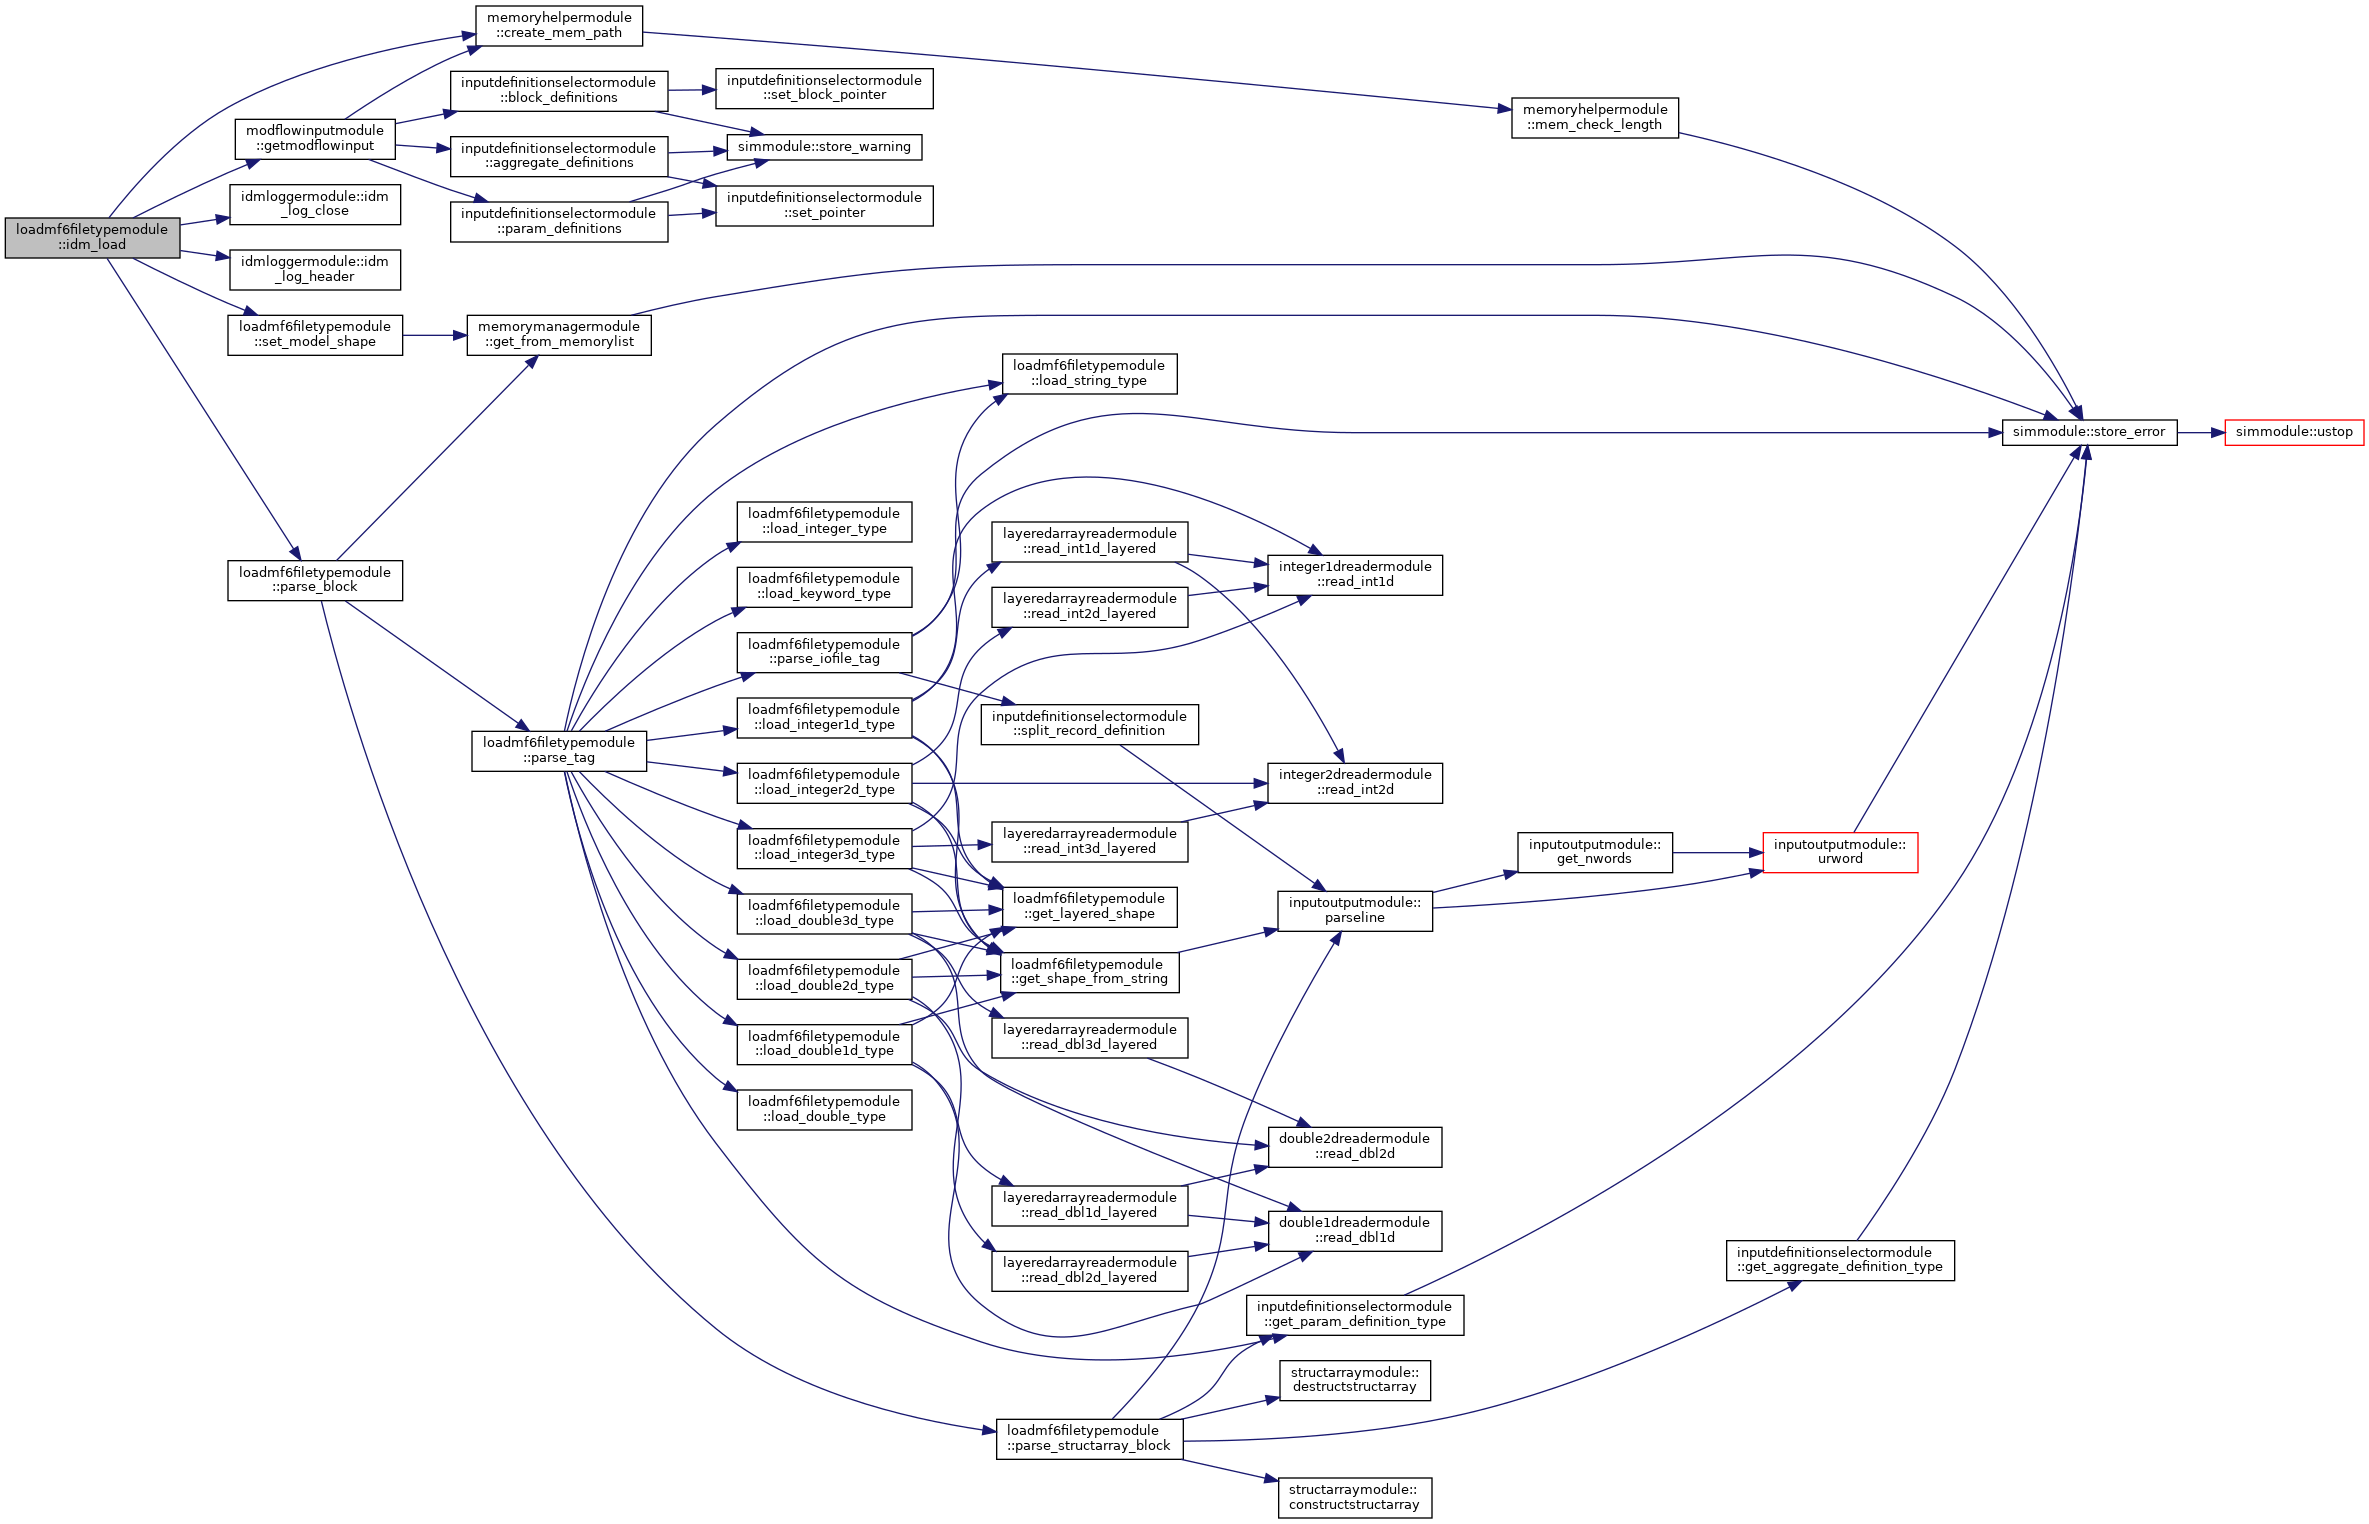 memoryhelpermodule
::create_mem_path
inputdefinitionselectormodule
::block_definitions
inputdefinitionselectormodule
::set_block_pointer
memoryhelpermodule
::mem_check_length
modflowinputmodule
::getmodflowinput
inputdefinitionselectormodule
::aggregate_definitions
simmodule::store_warning
idmloggermodule::idm
_log_close
inputdefinitionselectormodule
::param_definitions
inputdefinitionselectormodule
::set_pointer
loadmf6filetypemodule
::idm_load
idmloggermodule::idm
_log_header
loadmf6filetypemodule
::set_model_shape
memorymanagermodule
::get_from_memorylist
loadmf6filetypemodule
::load_string_type
simmodule::store_error
simmodule::ustop
loadmf6filetypemodule
::load_integer_type
layeredarrayreadermodule
::read_int1d_layered
integer1dreadermodule
::read_int1d
loadmf6filetypemodule
::parse_block
loadmf6filetypemodule
::load_keyword_type
layeredarrayreadermodule
::read_int2d_layered
loadmf6filetypemodule
::parse_iofile_tag
loadmf6filetypemodule
::load_integer1d_type
inputdefinitionselectormodule
::split_record_definition
loadmf6filetypemodule
::parse_tag
loadmf6filetypemodule
::load_integer2d_type
integer2dreadermodule
::read_int2d
loadmf6filetypemodule
::load_integer3d_type
layeredarrayreadermodule
::read_int3d_layered
inputoutputmodule::
get_nwords
inputoutputmodule::
urword
loadmf6filetypemodule
::load_double3d_type
loadmf6filetypemodule
::get_layered_shape
inputoutputmodule::
parseline
loadmf6filetypemodule
::load_double2d_type
loadmf6filetypemodule
::get_shape_from_string
loadmf6filetypemodule
::load_double1d_type
layeredarrayreadermodule
::read_dbl3d_layered
loadmf6filetypemodule
::load_double_type
double2dreadermodule
::read_dbl2d
layeredarrayreadermodule
::read_dbl1d_layered
double1dreadermodule
::read_dbl1d
layeredarrayreadermodule
::read_dbl2d_layered
inputdefinitionselectormodule
::get_aggregate_definition_type
inputdefinitionselectormodule
::get_param_definition_type
structarraymodule::
destructstructarray
loadmf6filetypemodule
::parse_structarray_block
structarraymodule::
constructstructarray